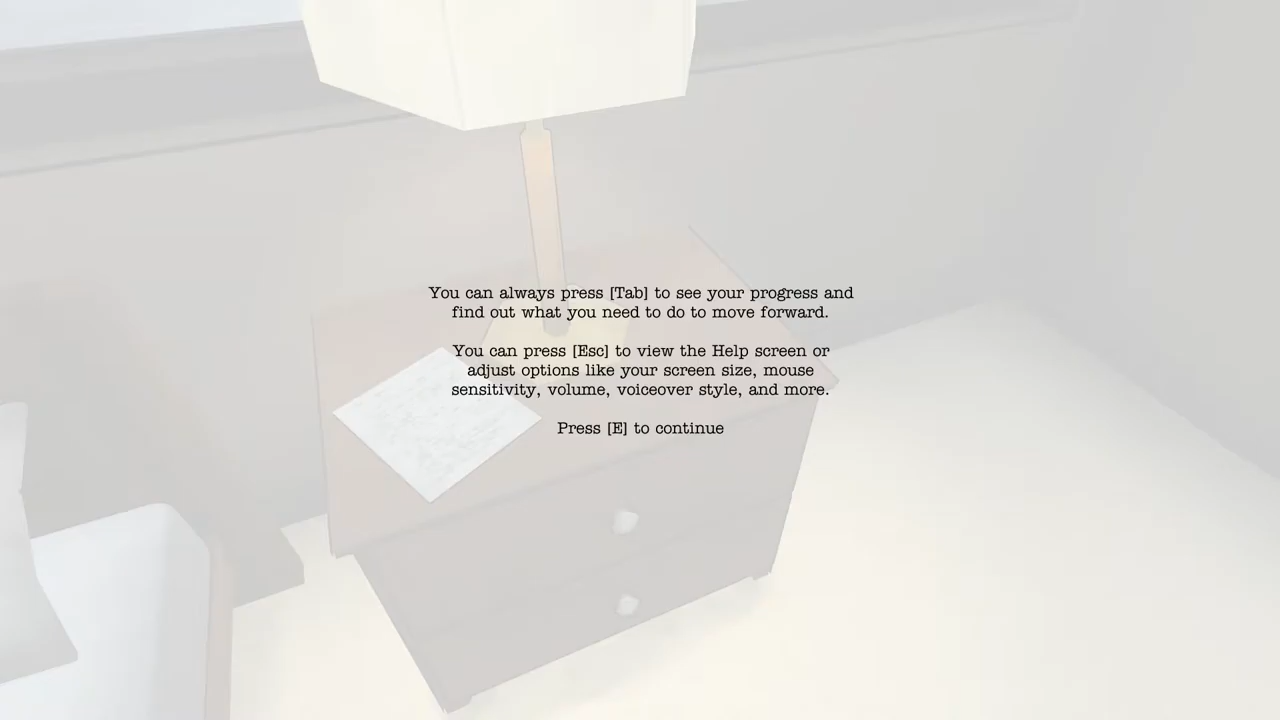 You can always press [Tab] to see your progress and
find out what you need to do to move forward.
You can press [Esc] to view the Help screen or
adjust options like your screen size, mouse
sensitivity, volume, voiceover style, and more.
Press [E] to continue